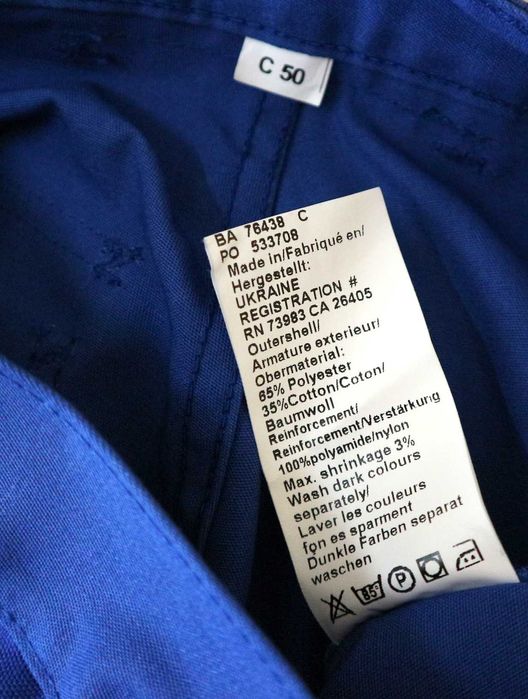 C 50
BA 76438 C
PO 533708
Made in/Fabriqué en/
Hergestellt:
UKRAINE
REGISTRATION #
RN 73983 CA 26405
Outershell/
Armature exterieur/
Obermaterial:
65% Polyester
35%Cotton/Coton/
Baumwoll
Reinforcement/
Reinforcement/Verstärkung
100%polyamide/nylon
Max. shrinkage 3%
Wash dark colours
separately/
Laver les couleurs
fon es sparment
Dunkle Farben separat
waschen
85°
P